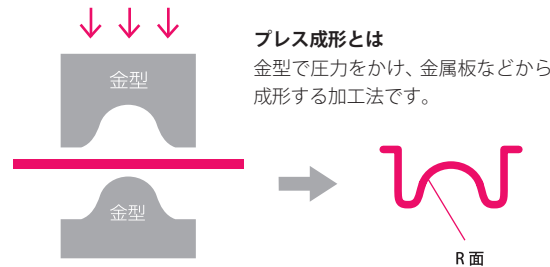 プレス成形とは
金型で圧力をかけ、金属板などから
成形する加工法です。
金型
金型
R面